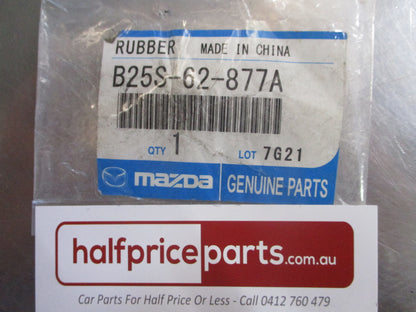 RUBBER MADE IN CHINA
B25S-62-877A
QTY 1 LOT 7G21
mazda GENUINE PARTS
halfpriceparts.com.au
Car Parts For Half Price Or Less - Call 0412 760 479